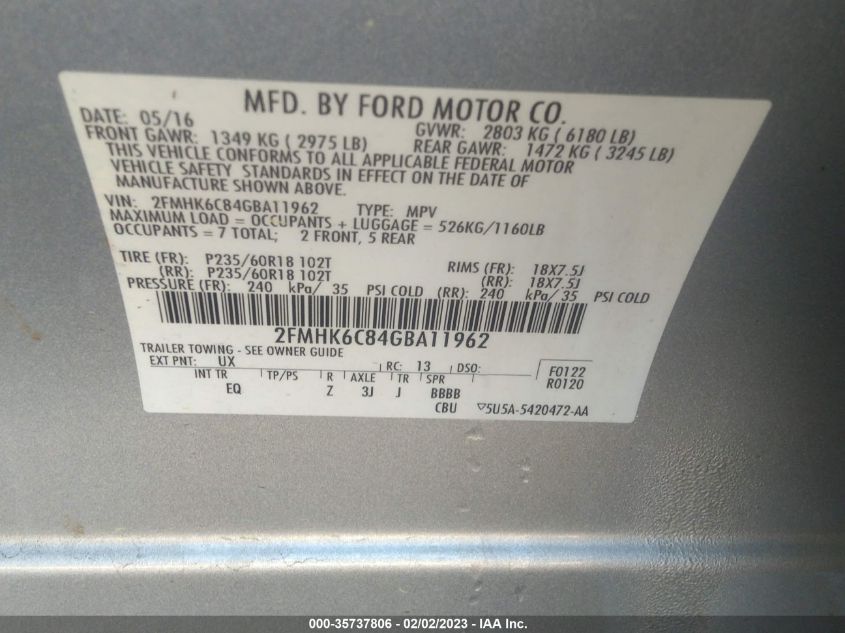 MFD. BY FORD MOTOR CO.
DATE: 05/16 GVWR: 2803 KG ( 6180 LB)
FRONT GAWR: 1349 KG ( 2975 LB) REAR GAWR: 1472 KG ( 3245 LB)
THIS VEHICLE CONFORMS TO ALL APPLICABLE FEDERAL MOTOR
VEHICLE SAFETY STANDARDS IN EFFECT ON THE DATE OF
MANUFACTURE SHOWN ABOVE.
VIN: 2FMHK6C84GBA11962 TYPE: MPV
MAXIMUM LOAD = OCCUPANTS + LUGGAGE = 526KG/1160LB
OCCUPANTS = 7 TOTAL; 2 FRONT, 5 REAR
TIRE (FR): P235/60R18 102T RIMS (FR): 18X7.5J
(RR): P235/60R18 102T (RR): 18X7.5J
PRESSURE (FR): 240 kPa/ 35 PSI COLD (RR): 240 kPa/ 35 PSI COLD
2FMHK6C84GBA11962
TRAILER TOWING - SEE OWNER GUIDE
EXT PNT: UX RC: 13 DSO: F0122
INT TR TP/PS R AXLE TR SPR R0120
EQ Z 3J J BBBB
CBU ▽5U5A-5420472-AA
000-35737806 - 02/02/2023 - IAA Inc.